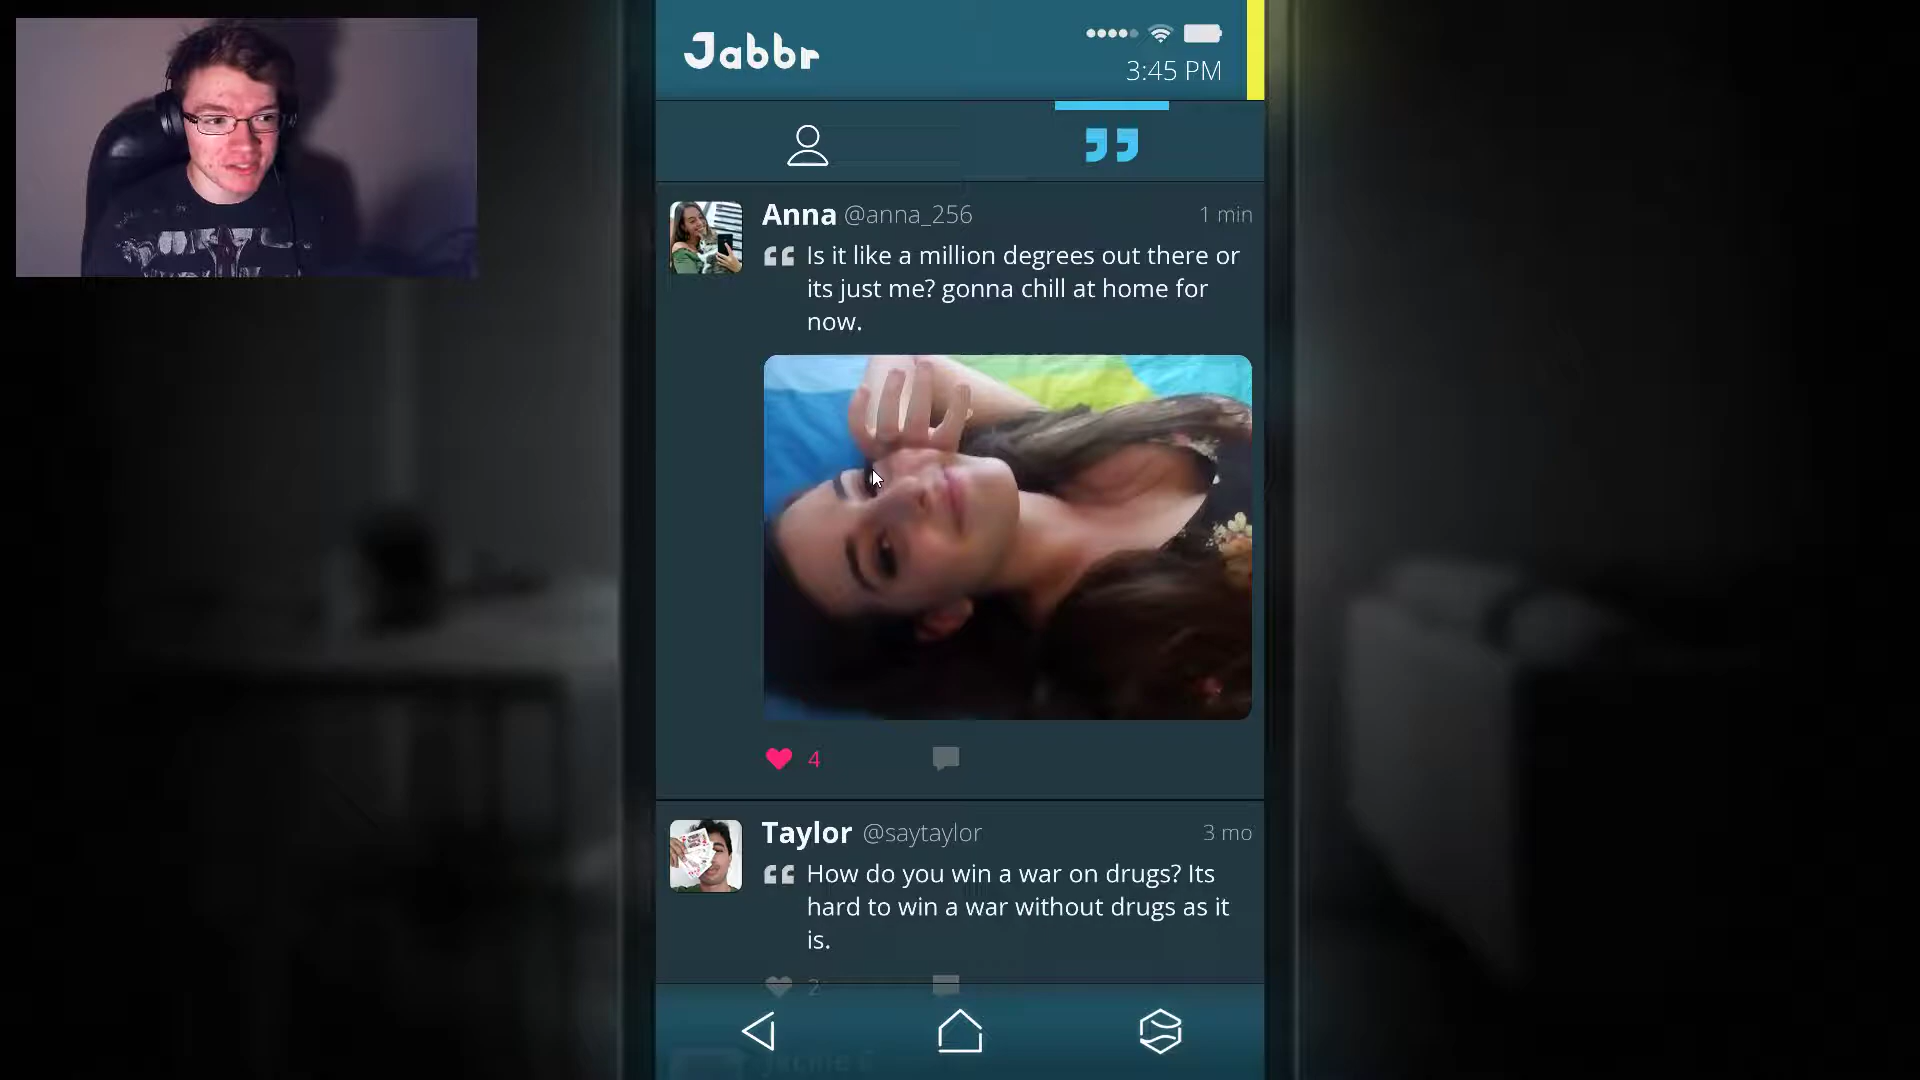 Jabbr
3:45 PM
Anna @anna_256 1 min
Is it like a million degrees out there or
its just me? gonna chill at home for
now.
4
Taylor @saytaylor 3 mo
How do you win a war on drugs? Its
hard to win a war without drugs as it
is.
2